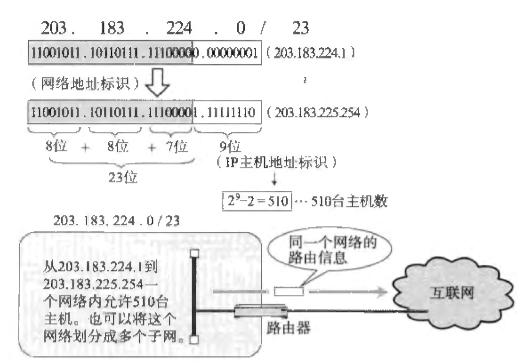 203. 183. 224. 0 / 23
11001011.10110111.11100000.00000001 (203.183.224.1)
(网络地址标识)
~
11001011.10110111.11100001.11111110 (203.183.225.254)
8位 + 8位 + 7位 9位
23位
(IP主机地址标识)
2⁹-2=510 … 510台主机数
203.183.224.0/23
从203.183.224.1到
203.183.225.254一
个网络内允许510台
主机。也可以将这个
网络划分成多个子网。
同一个网络的
路由信息
互联网
路由器